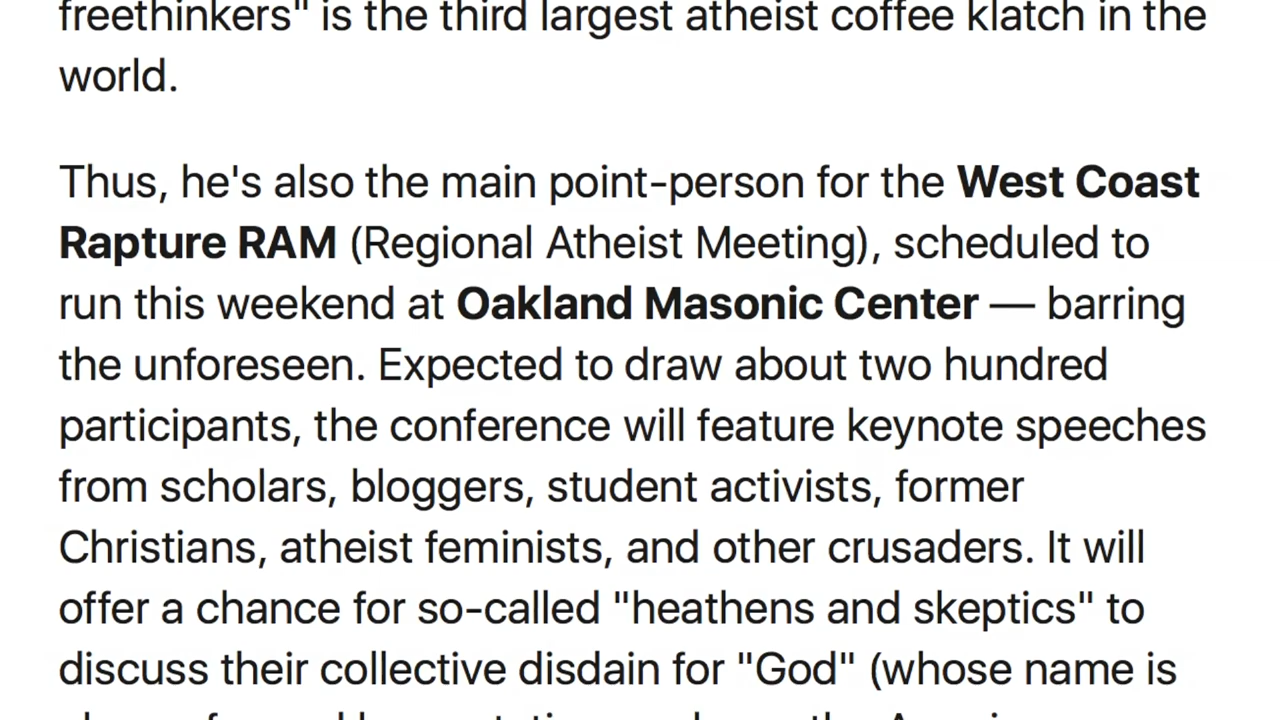 freethinkers" is the third largest atheist coffee klatch in the
world.
Thus, he's also the main point-person for the West Coast
Rapture RAM (Regional Atheist Meeting), scheduled to
run this weekend at Oakland Masonic Center — barring
the unforeseen. Expected to draw about two hundred
participants, the conference will feature keynote speeches
from scholars, bloggers, student activists, former
Christians, atheist feminists, and other crusaders. It will
offer a chance for so-called "heathens and skeptics" to
discuss their collective disdain for "God" (whose name is